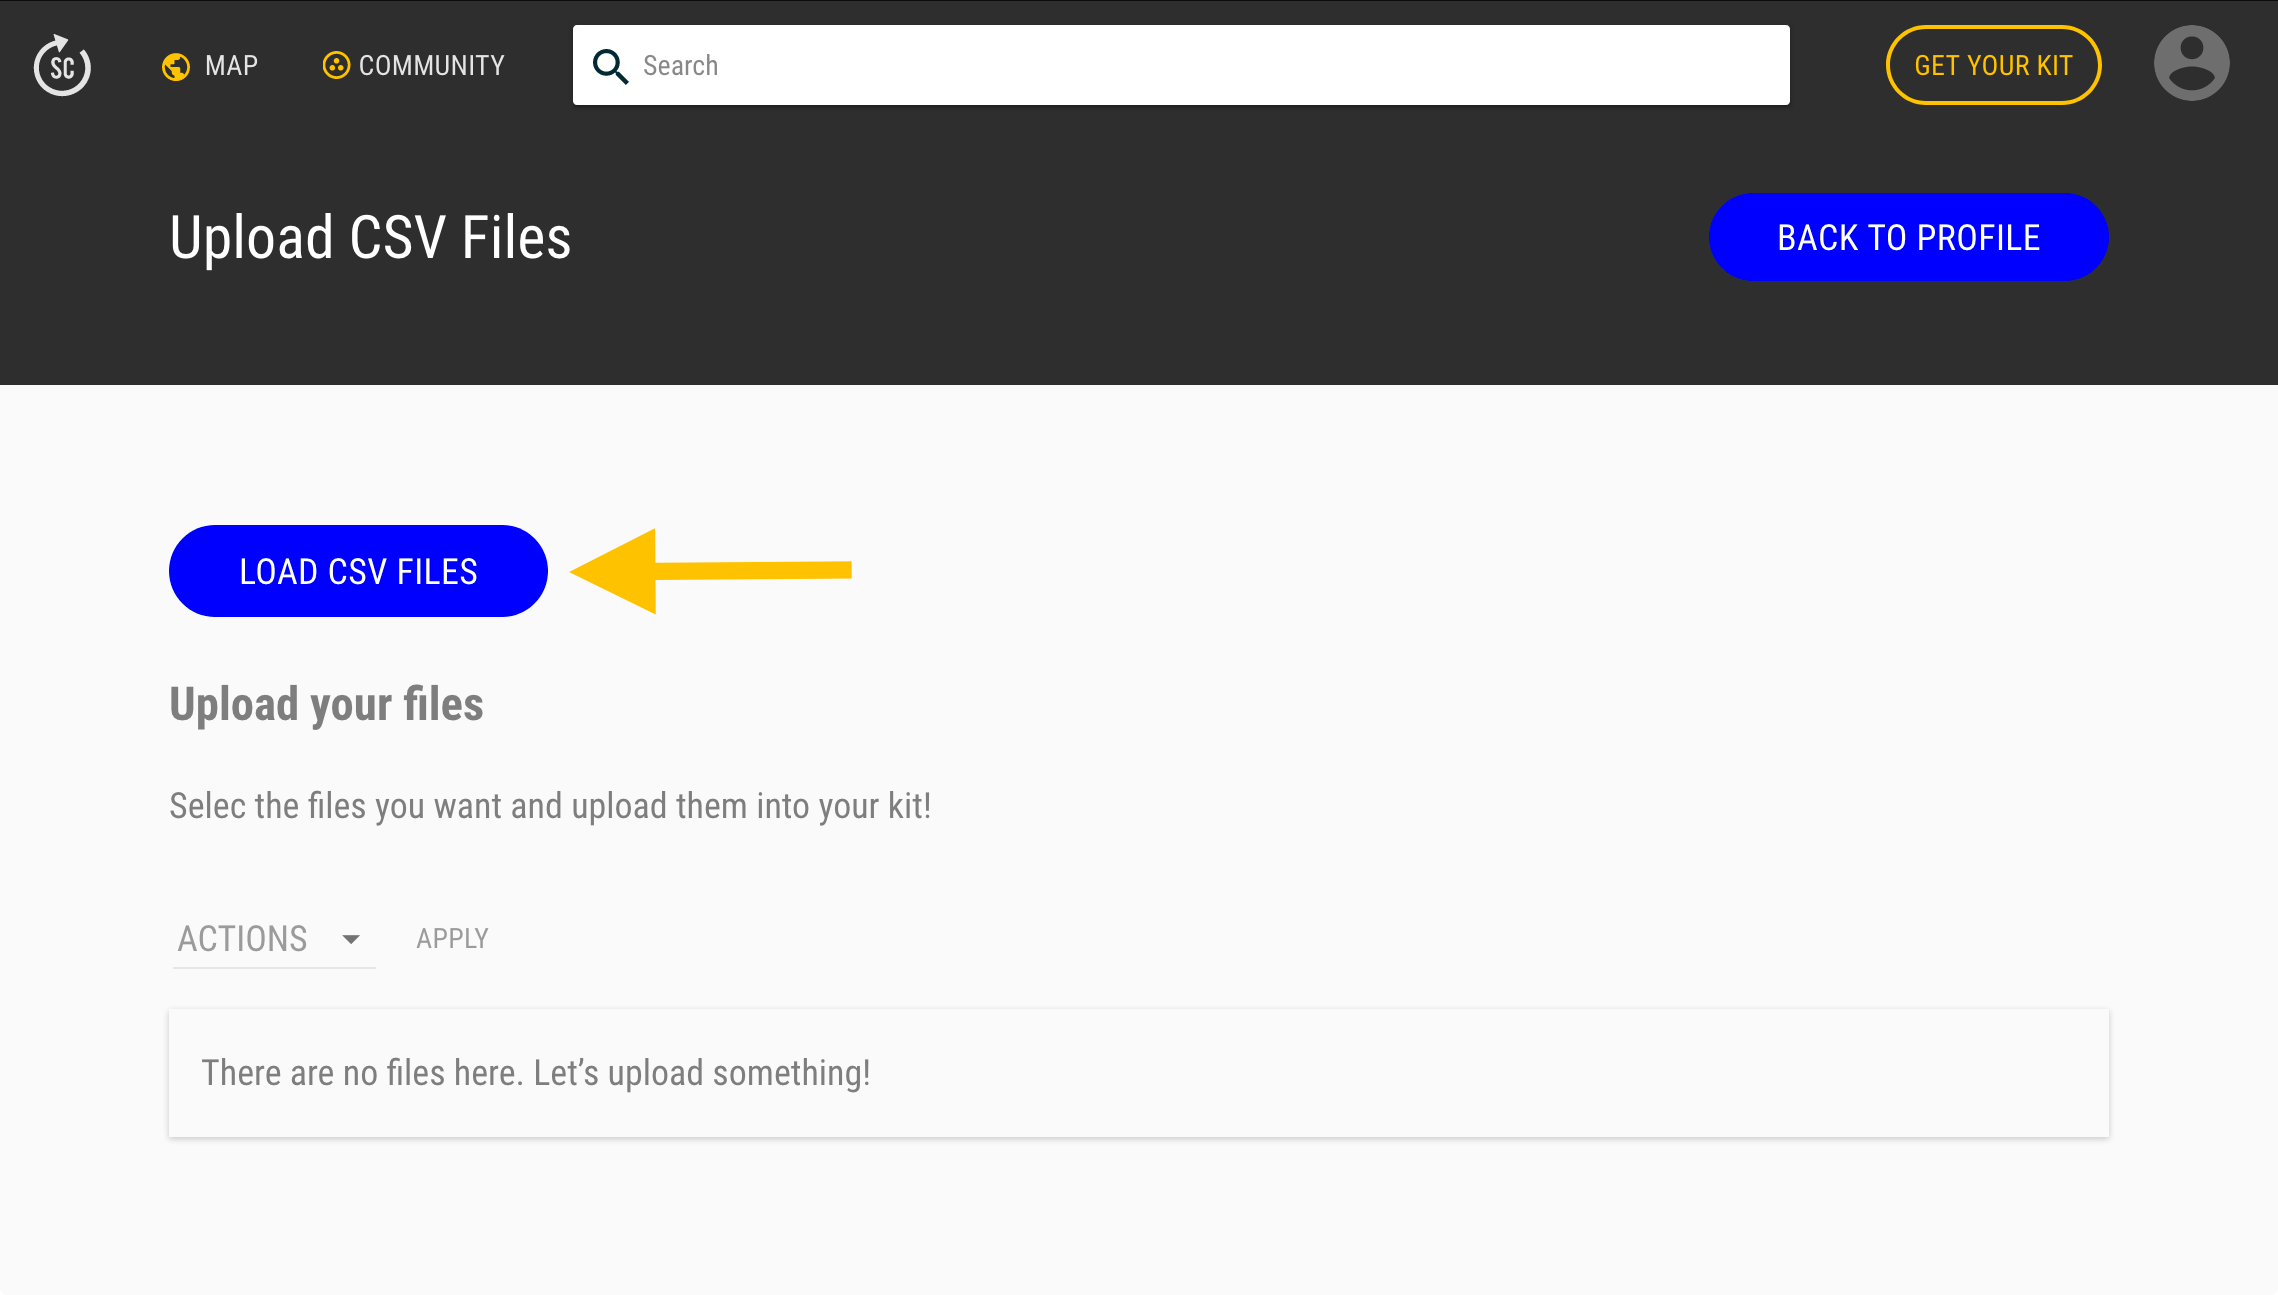 SC
MAP
COMMUNITY
Search
GET YOUR KIT
Upload CSV Files
BACK TO PROFILE
LOAD CSV FILES
Upload your files
Selec the files you want and upload them into your kit!
ACTIONS
APPLY
There are no files here. Let’s upload something!